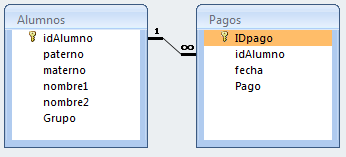 Alumnos
idAlumno
paterno
materno
nombre1
nombre2
Grupo
1
∞
Pagos
IDpago
idAlumno
fecha
Pago